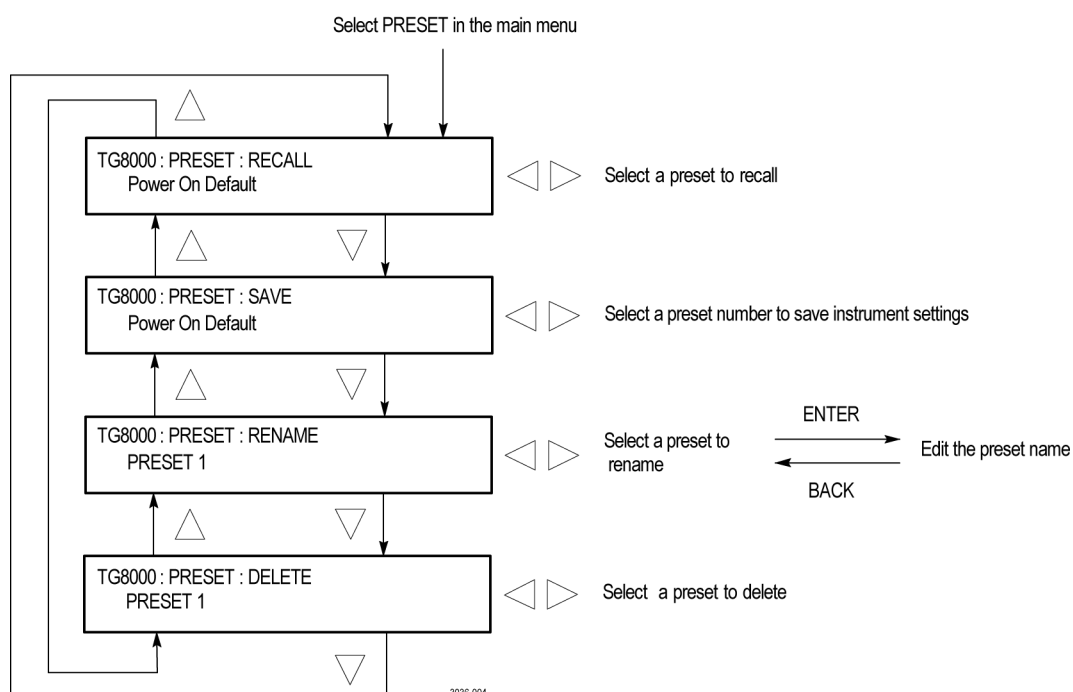 Select PRESET in the main menu
TG8000 : PRESET : RECALL
Power On Default
Select a preset to recall
TG8000 : PRESET : SAVE
Power On Default
Select a preset number to save instrument settings
TG8000 : PRESET : RENAME
PRESET 1
Select a preset to
rename
ENTER
BACK
Edit the preset name
TG8000 : PRESET : DELETE
PRESET 1
Select a preset to delete